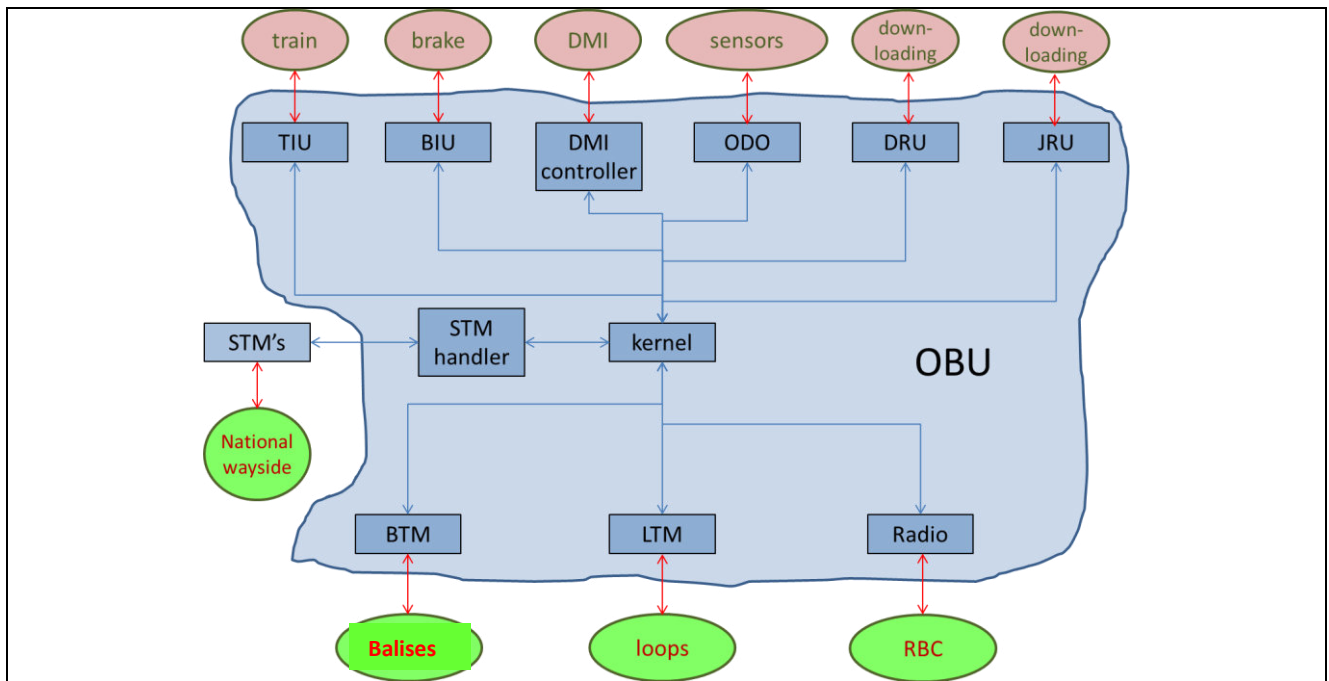 train
brake
DMI
sensors
down-
loading
down-
loading
TIU
BIU
DMI
controller
ODO
DRU
JRU
STM's
STM
handler
kernel
OBU
National
wayside
BTM
LTM
Radio
Balises
loops
RBC